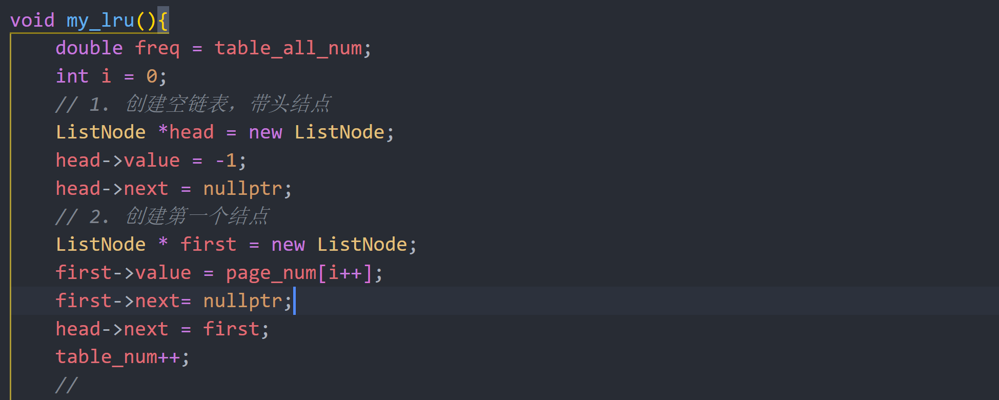 void my_lru(){
double freq = table_all_num;
int i = 0;
// 1. 创建空链表，带头结点
ListNode *head = new ListNode;
head->value = -1;
head->next = nullptr;
// 2. 创建第一个结点
ListNode * first = new ListNode;
first->value = page_num[i++];
first->next= nullptr;
head->next = first;
table_num++;
//